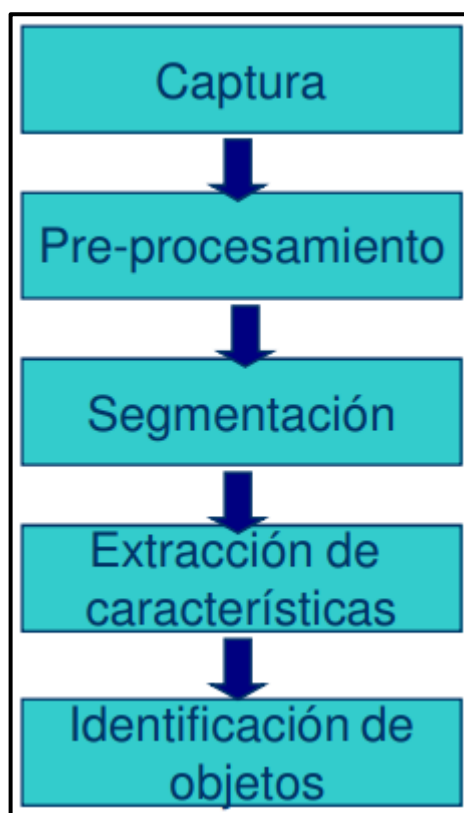 Captura
Pre-procesamiento
Segmentación
Extracción de
características
Identificación de
objetos